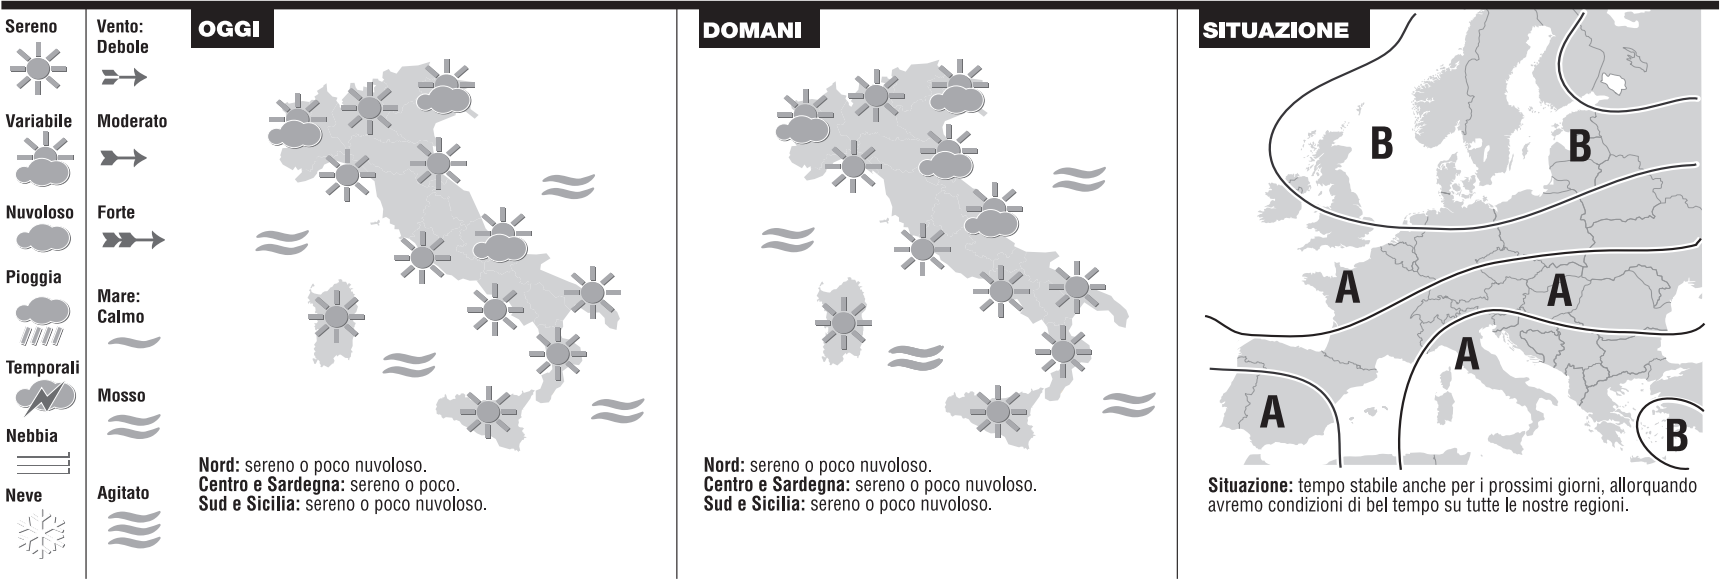 Sereno
Variabile
Nuvoloso
Pioggia
Temporali
Nebbia
Neve
Vento:
Debole
Moderato
Forte
Mare:
Calmo
Mosso
Agitato
OGGI
Nord: sereno o poco nuvoloso.
Centro e Sardegna: sereno o poco.
Sud e Sicilia: sereno o poco nuvoloso.
DOMANI
Nord: sereno o poco nuvoloso.
Centro e Sardegna: sereno o poco nuvoloso.
Sud e Sicilia: sereno o poco nuvoloso.
SITUAZIONE
B
B
A
A
A
A
B
Situazione: tempo stabile anche per i prossimi giorni, allorquando
avremo condizioni di bel tempo su tutte le nostre regioni.